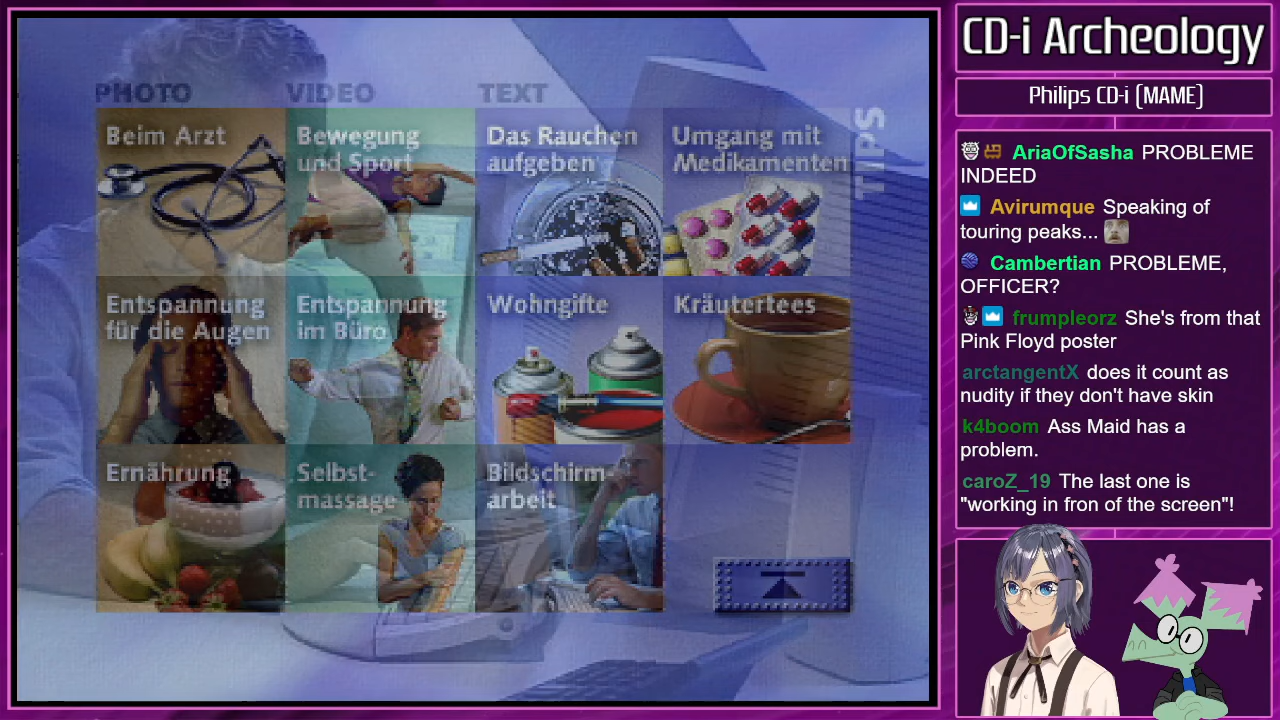 CD-i Archeology
Philips CD-i [MAME]
PHOTO
VIDEO
TEXT
TIPS
Beim Arzt
Bewegung
und Sport
Das Rauchen
aufgeben
Umgang mit
Medikamenten
Entspannung
für die Augen
Entspannung
im Büro
Wohngifte
Kräutertees
Ernährung
Selbst-
massage
Bildschirm-
arbeit
AriaOfSasha PROBLEME
INDEED
Avirumque Speaking of
touring peaks...
Cambertian PROBLEME,
OFFICER?
frumpleorz She's from that
Pink Floyd poster
arctangentX does it count as
nudity if they don't have skin
k4boom Ass Maid has a
problem.
caroZ_19 The last one is
"working in fron of the screen"!